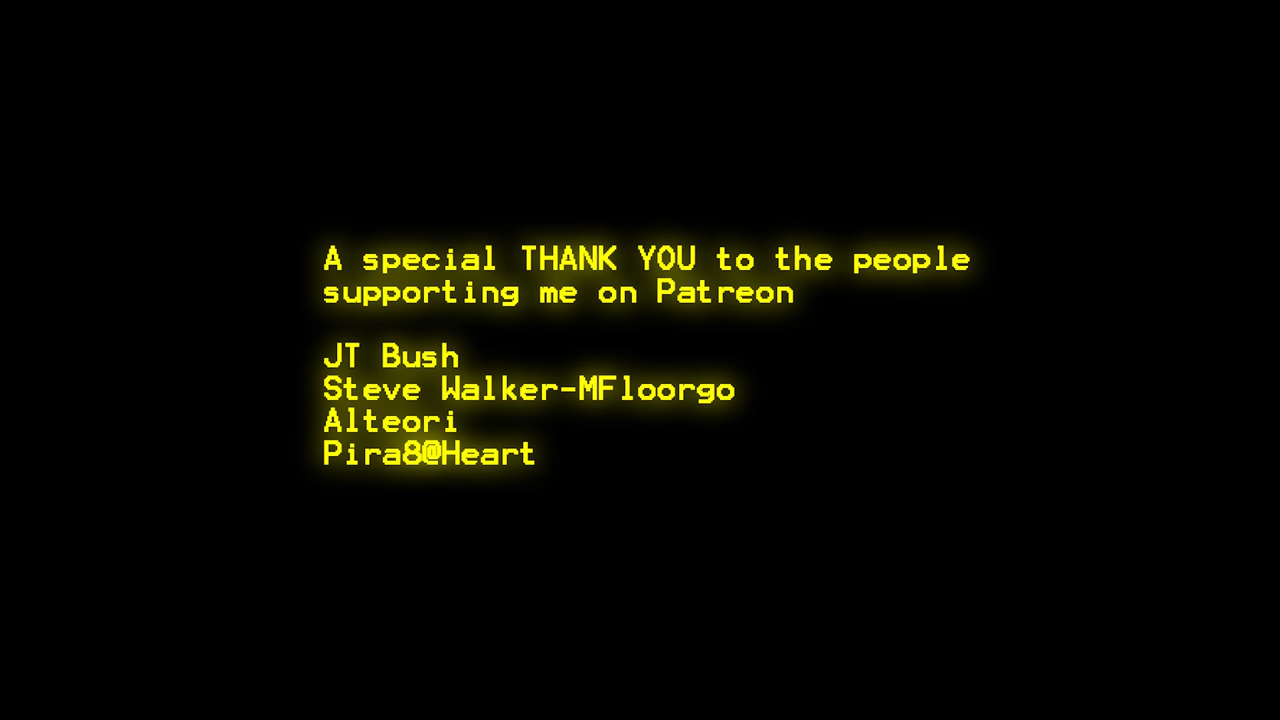 A special THANK YOU to the people
supporting me on Patreon
JT Bush
Steve Walker-MFloorgo
Alteori
Pira8@Heart